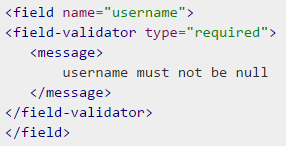 <field name="username">
<field-validator type="required">
<message>
username must not be null
</message>
</field-validator>
</field>